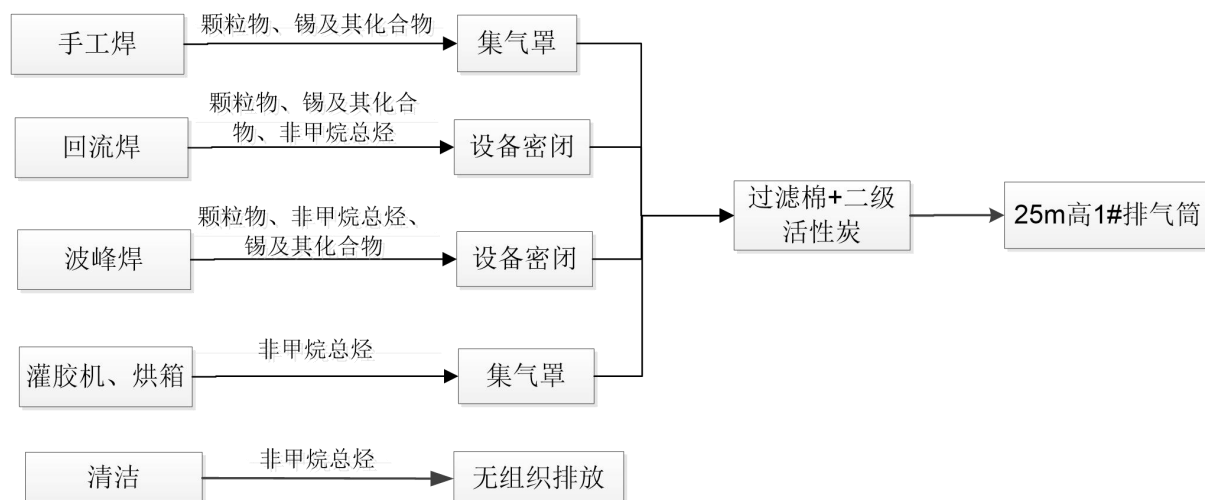 手工焊
颗粒物、锡及其化合物
集气罩
回流焊
颗粒物、锡及其化合
物、非甲烷总烃
设备密闭
过滤棉+二级
活性炭
25m高1#排气筒
波峰焊
颗粒物、非甲烷总烃、
锡及其化合物
设备密闭
灌胶机、烘箱
非甲烷总烃
集气罩
清洁
非甲烷总烃
无组织排放